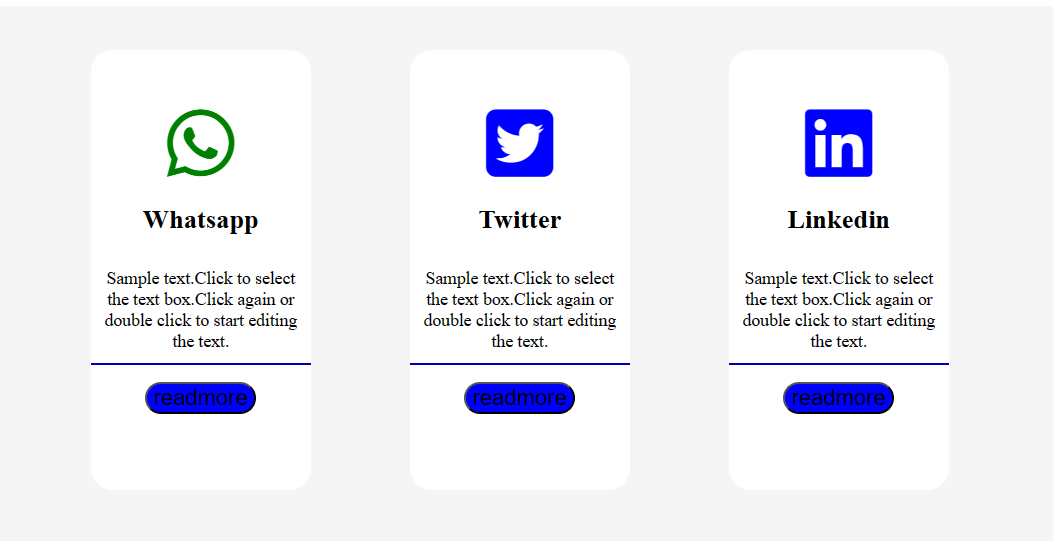 in
Whatsapp
Sample text.Click to select
the text box.Click again or
double click to start editing
the text.
readmore
Twitter
Sample text.Click to select
the text box.Click again or
double click to start editing
the text.
readmore
Linkedin
Sample text.Click to select
the text box.Click again or
double click to start editing
the text.
readmore